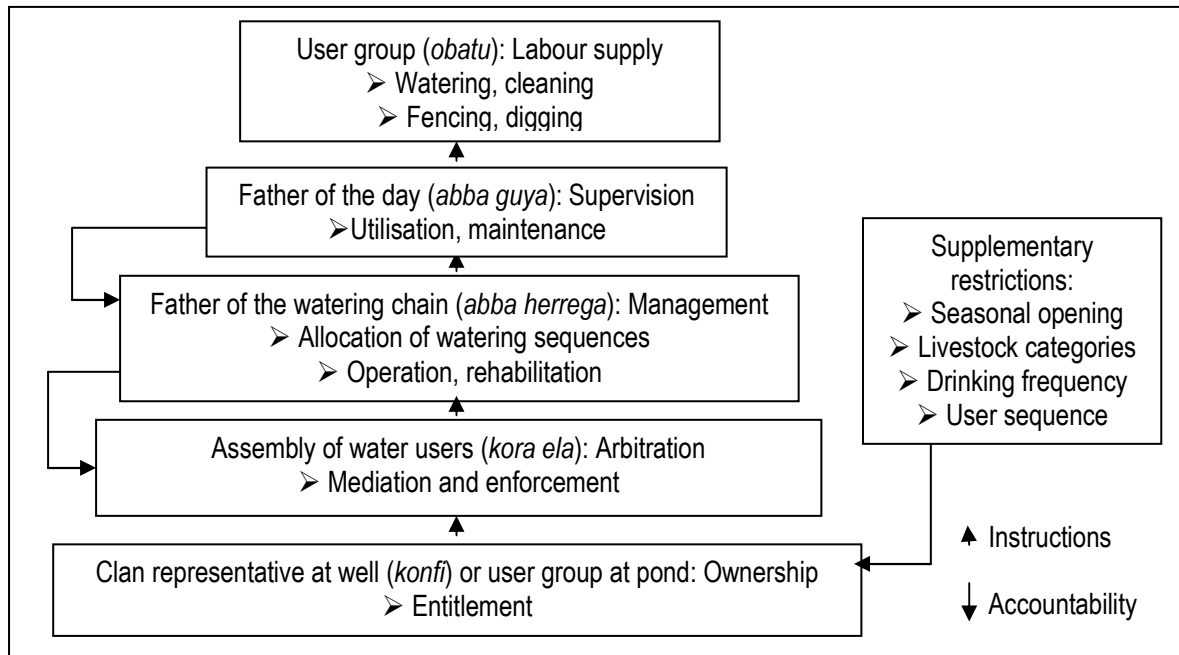 User group (obatu): Labour supply
➢ Watering, cleaning
➢ Fencing, digging
Father of the day (abba guya): Supervision
➢Utilisation, maintenance
Father of the watering chain (abba herrega): Management
➢ Allocation of watering sequences
➢ Operation, rehabilitation
Assembly of water users (kora ela): Arbitration
➢ Mediation and enforcement
Clan representative at well (konfi) or user group at pond: Ownership
➢ Entitlement
Supplementary
restrictions:
➢ Seasonal opening
➢ Livestock categories
➢ Drinking frequency
➢ User sequence
Instructions
Accountability